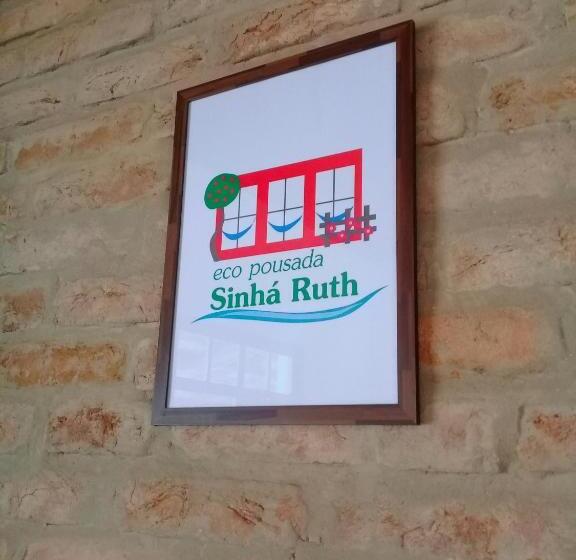 eco pousada
Sinhá Ruth